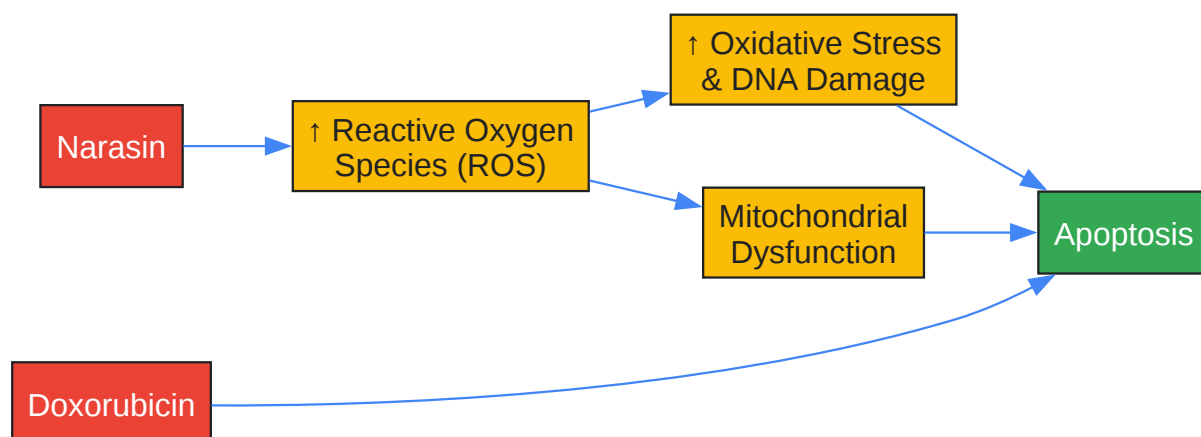 ↑ Oxidative Stress
& DNA Damage
Narasin
↑ Reactive Oxygen
Species (ROS)
Mitochondrial
Dysfunction
Apoptosis
Doxorubicin